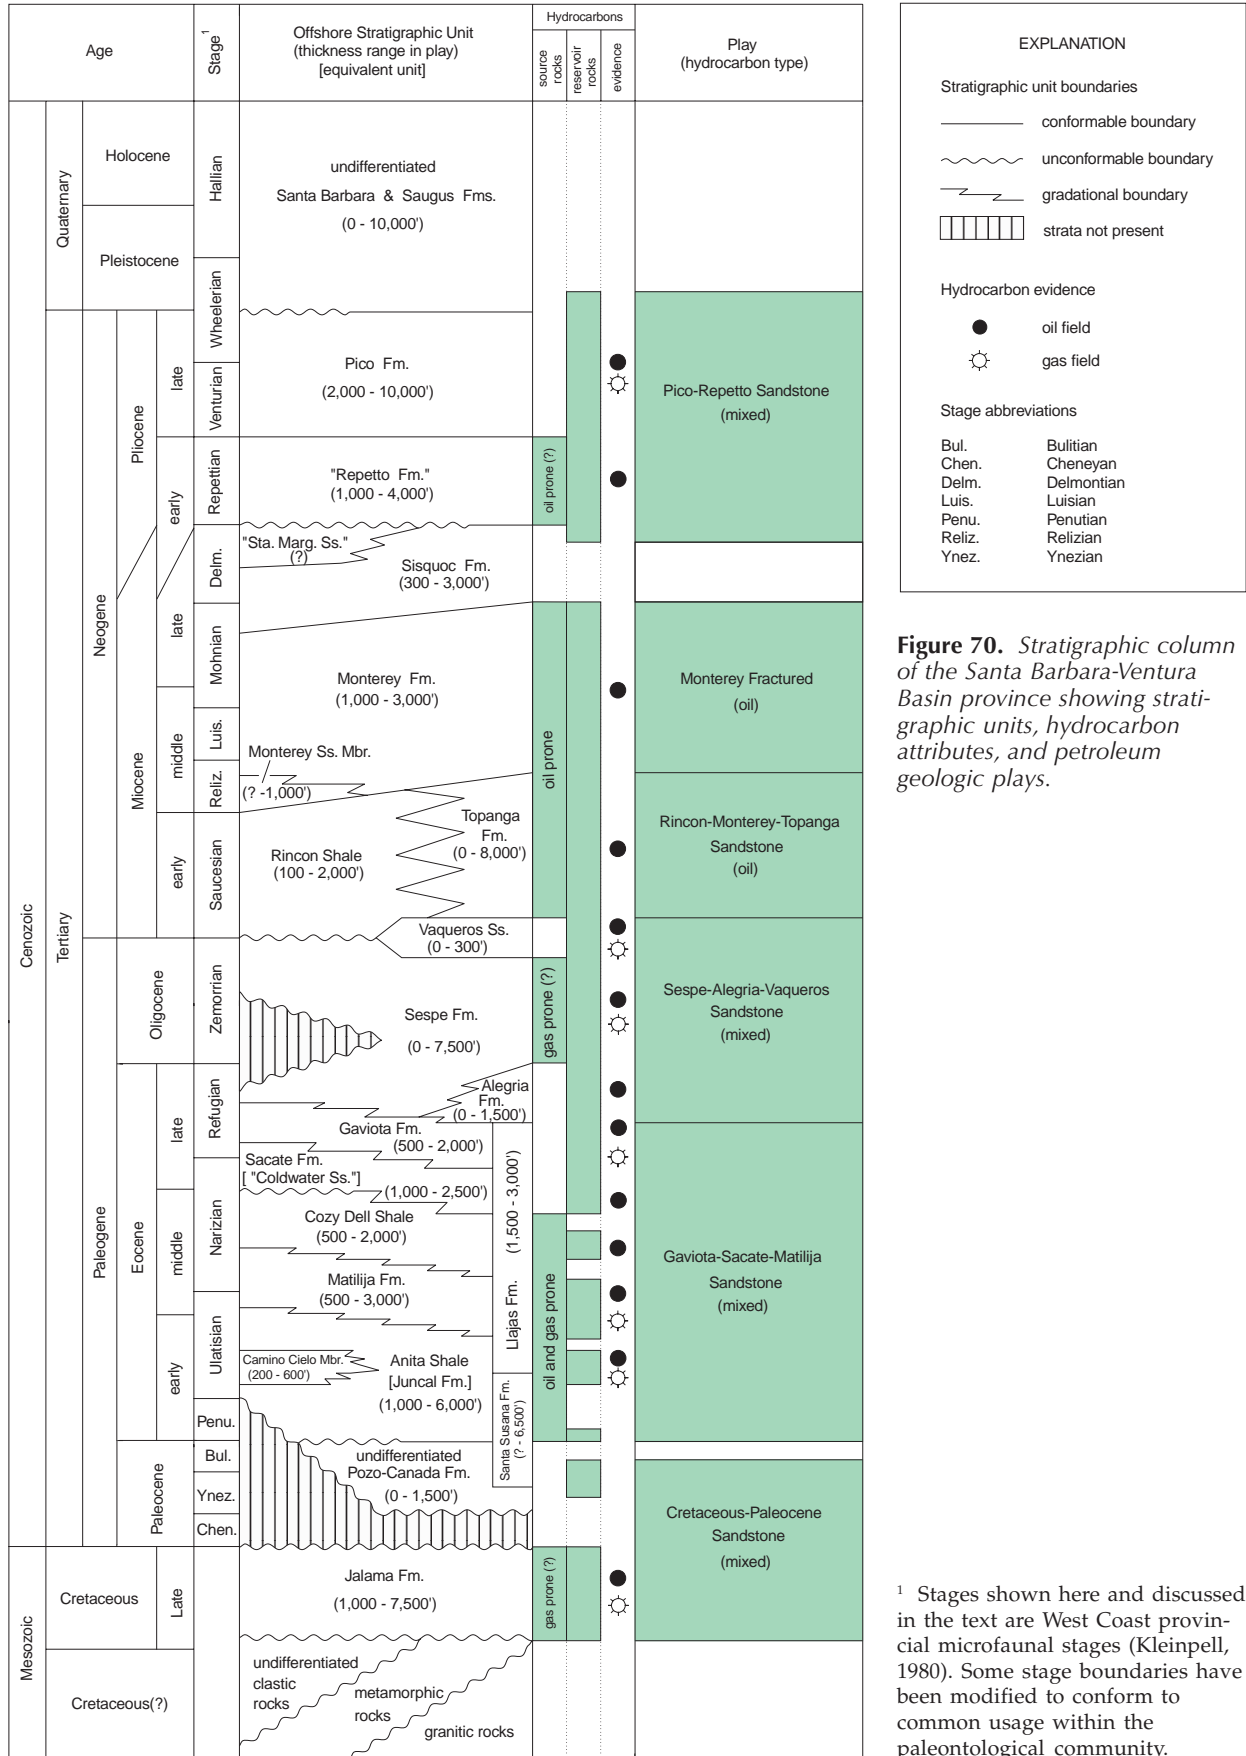 Age
Stage1
Offshore Stratigraphic Unit
(thickness range in play)
[equivalent unit]
Hydrocarbons
source
rocks
reservoir
rocks
evidence
Play
(hydrocarbon type)
Cenozoic
Mesozoic
Quaternary
Tertiary
Neogene
Paleogene
Holocene
Pleistocene
Pliocene
late
early
Miocene
late
middle
early
Oligocene
Eocene
late
middle
early
Paleocene
Cretaceous
Late
Cretaceous(?)
Hallian
Wheelerian
Venturian
Repettian
Delm.
Mohnian
Luis.
Reliz.
Saucesian
Zemorrian
Refugian
Narizian
Ulatisian
Penu.
Bul.
Ynez.
Chen.
undifferentiated
Santa Barbara & Saugus Fms.
(0 - 10,000')
Pico Fm.
(2,000 - 10,000')
"Repetto Fm."
(1,000 - 4,000')
"Sta. Marg. Ss."
(?)
Sisquoc Fm.
(300 - 3,000')
Monterey Fm.
(1,000 - 3,000')
Monterey Ss. Mbr.
(? -1,000')
Topanga
Fm.
(0 - 8,000')
Rincon Shale
(100 - 2,000')
Vaqueros Ss.
(0 - 300')
Sespe Fm.
(0 - 7,500')
Alegria
Fm.
(0 - 1,500')
Gaviota Fm.
(500 - 2,000')
Sacate Fm.
[ "Coldwater Ss."]
(1,000 - 2,500')
Cozy Dell Shale
(500 - 2,000')
Matilija Fm.
(500 - 3,000')
Llajas Fm.
(1,500 - 3,000')
Camino Cielo Mbr.
(200 - 600')
Anita Shale
[Juncal Fm.]
(1,000 - 6,000')
Santa Susana Fm.
(? - 6,500')
undifferentiated
Pozo-Canada Fm.
(0 - 1,500')
Jalama Fm.
(1,000 - 7,500')
undifferentiated
clastic
rocks
metamorphic
rocks
granitic rocks
oil prone (?)
oil prone
gas prone (?)
oil and gas prone
gas prone (?)
Pico-Repetto Sandstone
(mixed)
Monterey Fractured
(oil)
Rincon-Monterey-Topanga
Sandstone
(oil)
Sespe-Alegria-Vaqueros
Sandstone
(mixed)
Gaviota-Sacate-Matilija
Sandstone
(mixed)
Cretaceous-Paleocene
Sandstone
(mixed)
EXPLANATION
Stratigraphic unit boundaries
conformable boundary
unconformable boundary
gradational boundary
strata not present
Hydrocarbon evidence
oil field
gas field
Stage abbreviations
Bul. Bulitian
Chen. Cheneyan
Delm. Delmontian
Luis. Luisian
Penu. Penutian
Reliz. Relizian
Ynez. Ynezian
Figure 70. Stratigraphic column
of the Santa Barbara-Ventura
Basin province showing strati-
graphic units, hydrocarbon
attributes, and petroleum
geologic plays.
1 Stages shown here and discussed
in the text are West Coast provin-
cial microfaunal stages (Kleinpell,
1980). Some stage boundaries have
been modified to conform to
common usage within the
paleontological community.